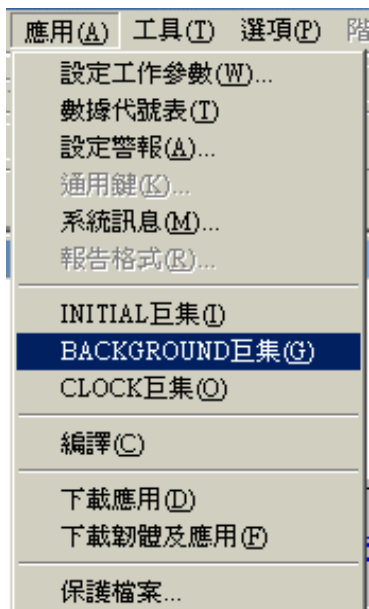 應用(A) 工具(T) 選項(P) 階
設定工作參數(W)...
數據代號表(T)
設定警報(A)...
通用鍵(K)...
系統訊息(M)...
報告格式(R)...
INITIAL巨集(I)
BACKGROUND巨集(G)
CLOCK巨集(O)
編譯(C)
下載應用(D)
下載韌體及應用(F)
保護檔案...